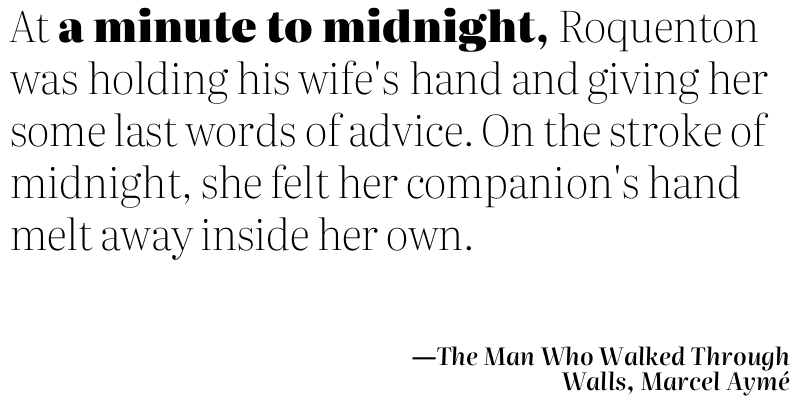 At a minute to midnight, Roquenton
was holding his wife's hand and giving her
some last words of advice. On the stroke of
midnight, she felt her companion's hand
melt away inside her own.
—The Man Who Walked Through
Walls, Marcel Aymé